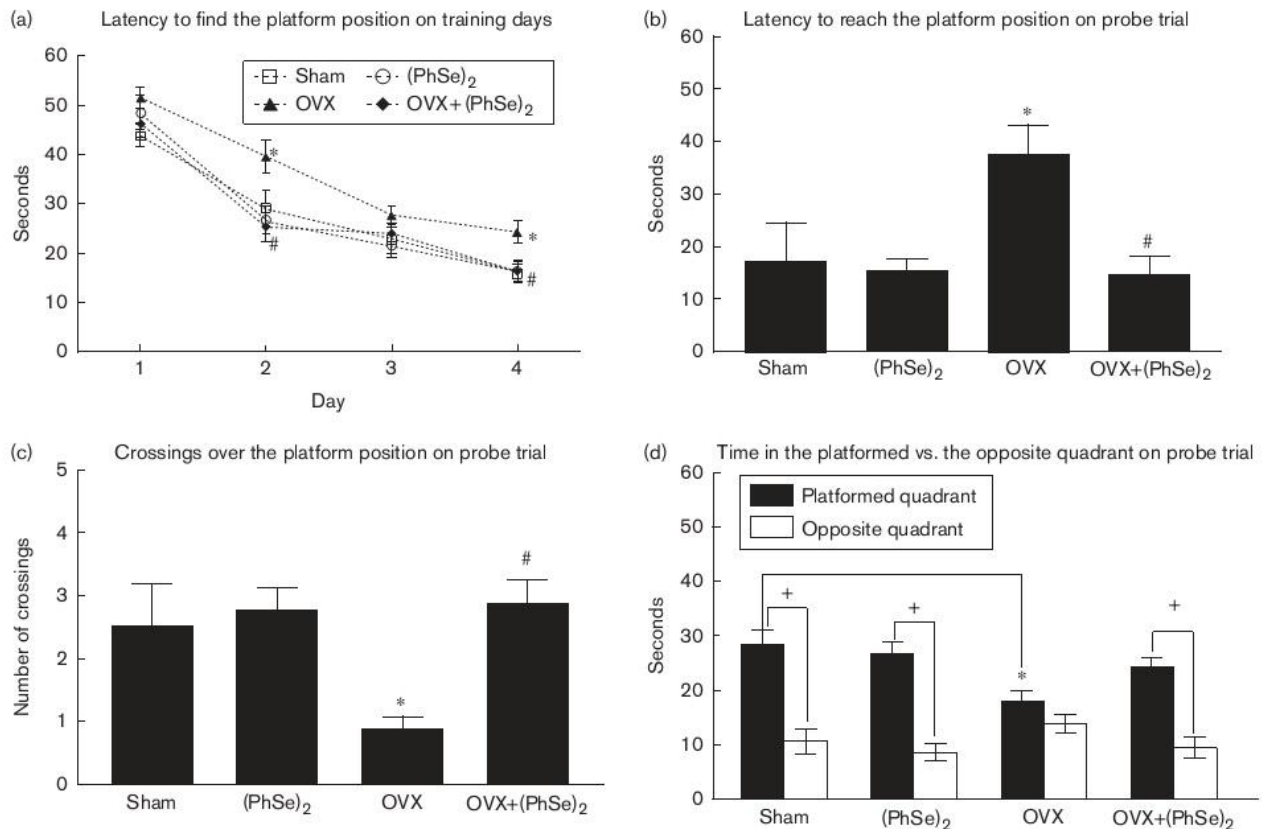 (a) Latency to find the platform position on training days
60
50
40
30
20
10
0
Seconds
Sham (PhSe)₂
OVX OVX+(PhSe)₂
*
#
*
#
1 2 3 4
Day
(b) Latency to reach the platform position on probe trial
60
50
40
30
20
10
0
Seconds
*
#
Sham (PhSe)₂ OVX OVX+(PhSe)₂
(c) Crossings over the platform position on probe trial
5
4
3
2
1
0
Number of crossings
*
#
Sham (PhSe)₂ OVX OVX+(PhSe)₂
(d) Time in the platformed vs. the opposite quadrant on probe trial
60
50
40
30
20
10
0
Seconds
Platformed quadrant
Opposite quadrant
+ + * +
Sham (PhSe)₂ OVX OVX+(PhSe)₂